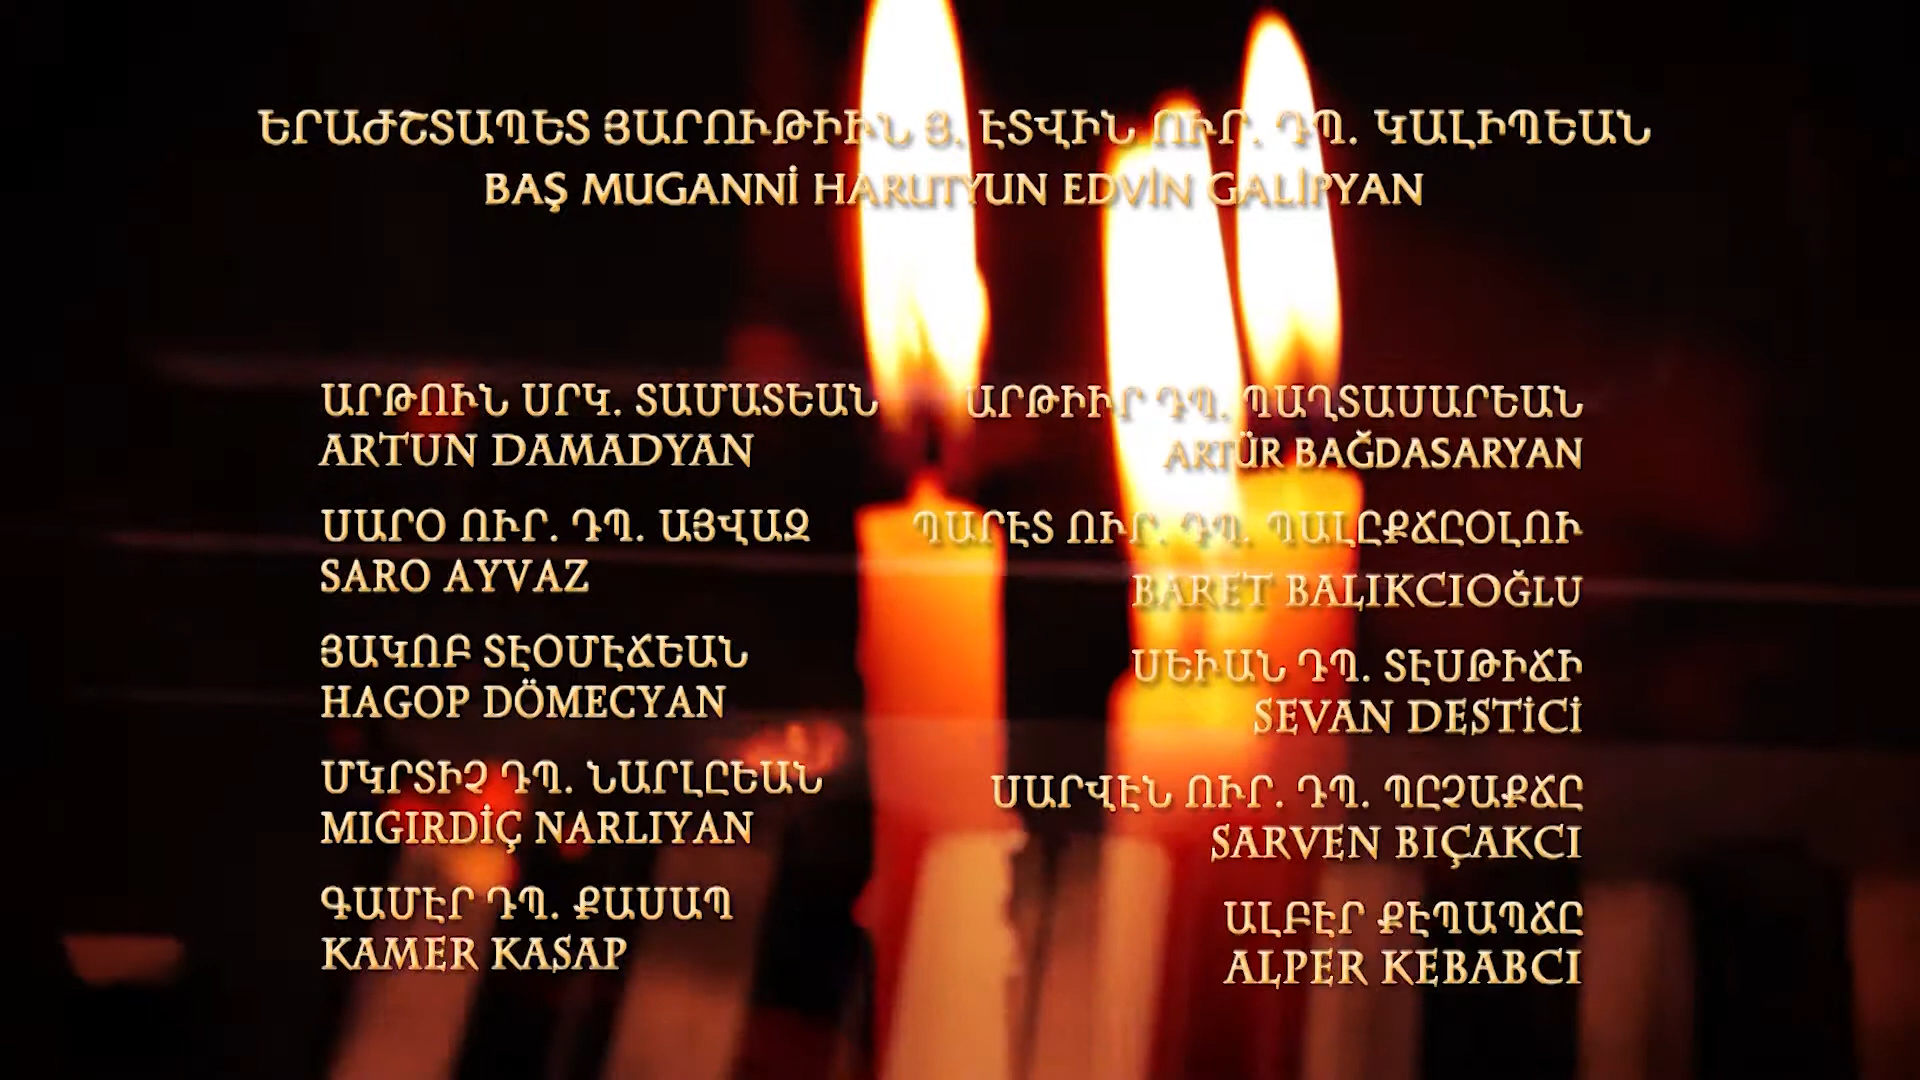 ԵՐԱԺՇՏԱՊԵՏ ՅԱՐՈՒԹԻՒՆ Յ. ԷՏՎԻՆ ՈՒՐ. ԴՊ. ԿԱԼԻՊԵԱՆ
BAŞ MUGANNİ HARUTYUN EDVİN GALİPYAN
ԱՐԹՈՒՆ ՍՐԿ. ՏԱՄԱՏԵԱՆ
ARTUN DAMADYAN
ՍԱՐՕ ՈՒՐ. ԴՊ. ԱՅՎԱԶ
SARO AYVAZ
ՅԱԿՈԲ ՏԷՕՄԷՃԵԱՆ
HAGOP DÖMECYAN
ՄԿՐՏԻՉ ԴՊ. ՆԱՐԼԸԵԱՆ
MIGIRDİÇ NARLIYAN
ԳԱՄԷՐ ԴՊ. ՔԱՍԱՊ
KAMER KASAP
ԱՐԹԻՒՐ ԴՊ. ՊԱՂՏԱՍԱՐԵԱՆ
ARTÜR BAĞDASARYAN
ՊԱՐԷՏ ՈՒՐ. ԴՊ. ՊԱԼԸՔՃԸՕԼՈՒ
BARET BALIKCIOĞLU
ՍԵՒԱՆ ԴՊ. ՏԷՍԹԻՃԻ
SEVAN DESTİCİ
ՍԱՐՎԷՆ ՈՒՐ. ԴՊ. ՊԸՉԱՔՃԸ
SARVEN BIÇAKCI
ԱԼԲԷՐ ՔԷՊԱՊՃԸ
ALPER KEBABCI